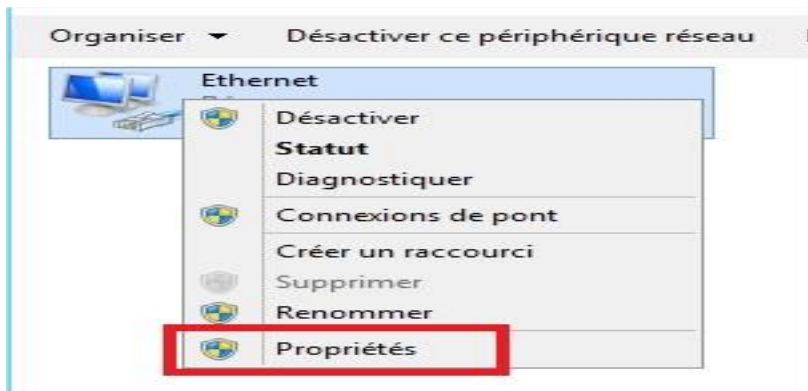 Organiser Désactiver ce périphérique réseau
Ethernet
Désactiver
Statut
Diagnostiquer
Connexions de pont
Créer un raccourci
Supprimer
Renommer
Propriétés